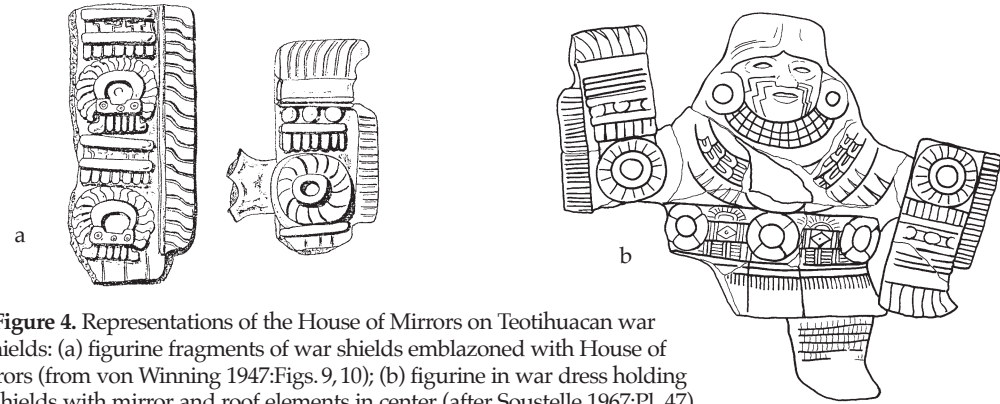 a
b
Figure 4. Representations of the House of Mirrors on Teotihuacan war
hields: (a) figurine fragments of war shields emblazoned with House of
rors (from von Winning 1947:Figs. 9, 10); (b) figurine in war dress holding
hields with mirror and roof elements in center (after Soustelle 1967:Pl. 47)